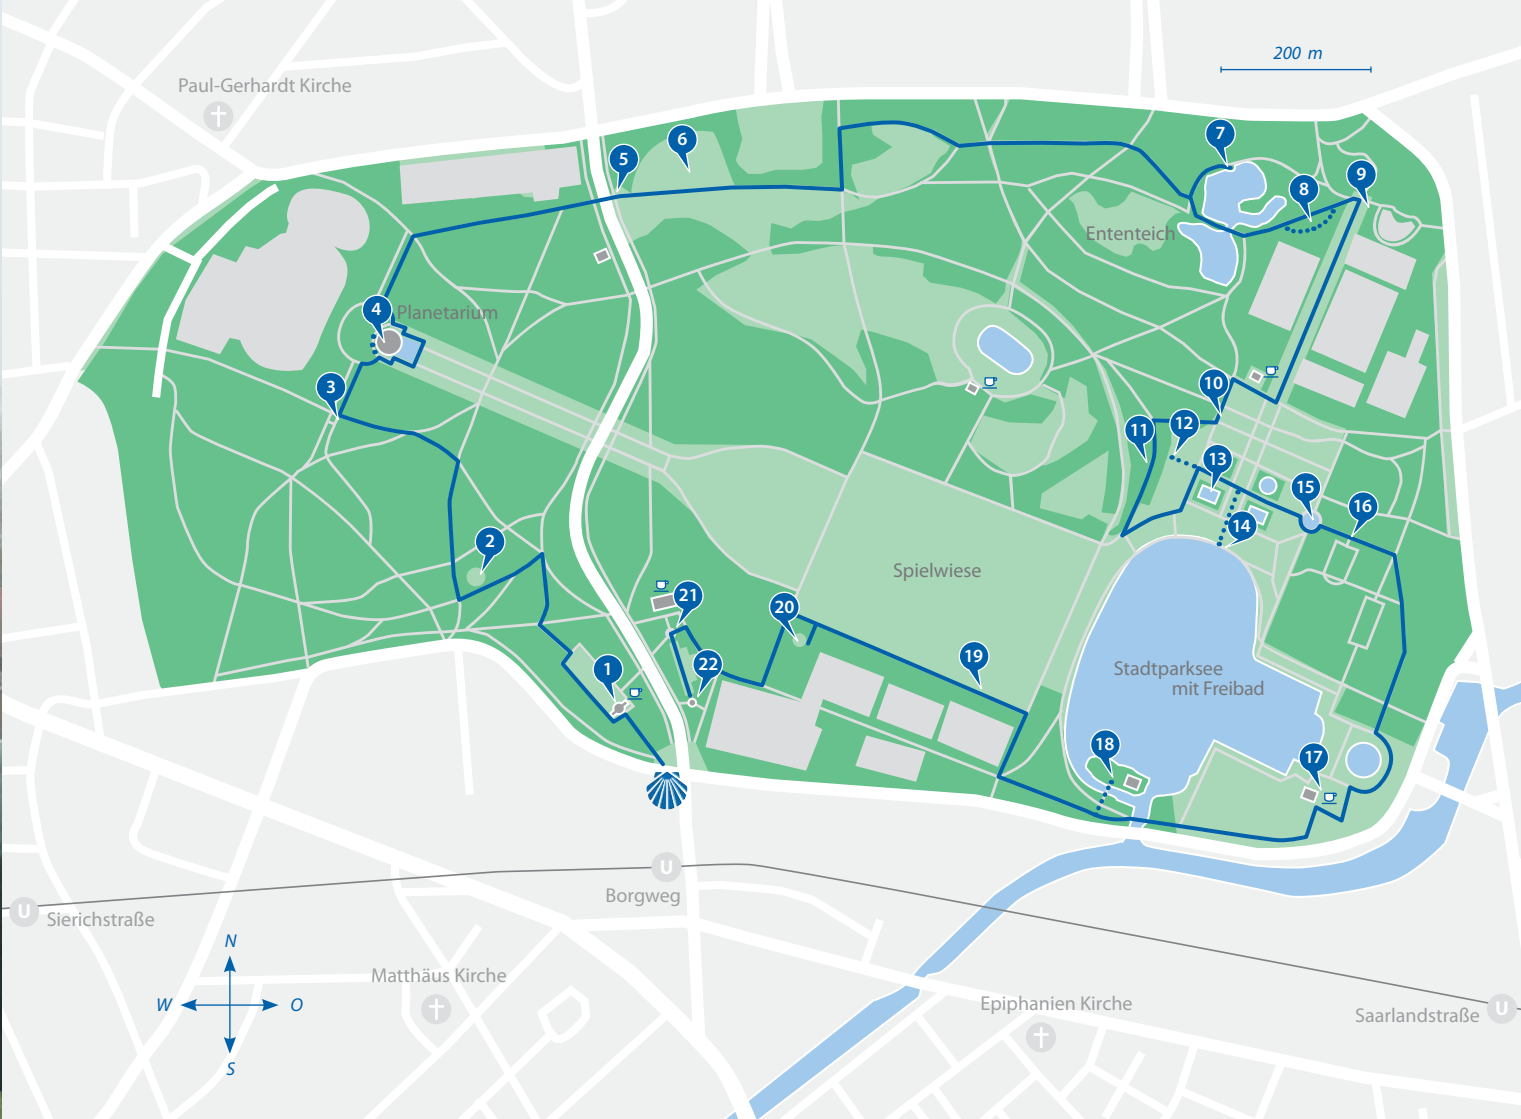 200 m
Paul-Gerhardt Kirche
6
7
5
9
8
Ententeich
4
Planetarium
3
10
11
12
13
15
16
14
2
Spielwiese
21
20
1
22
19
Stadtparksee
mit Freibad
18
17
U
Borgweg
U
Sierichstraße
N
W
O
S
Matthäus Kirche
Epiphanien Kirche
Saarlandstraße
U